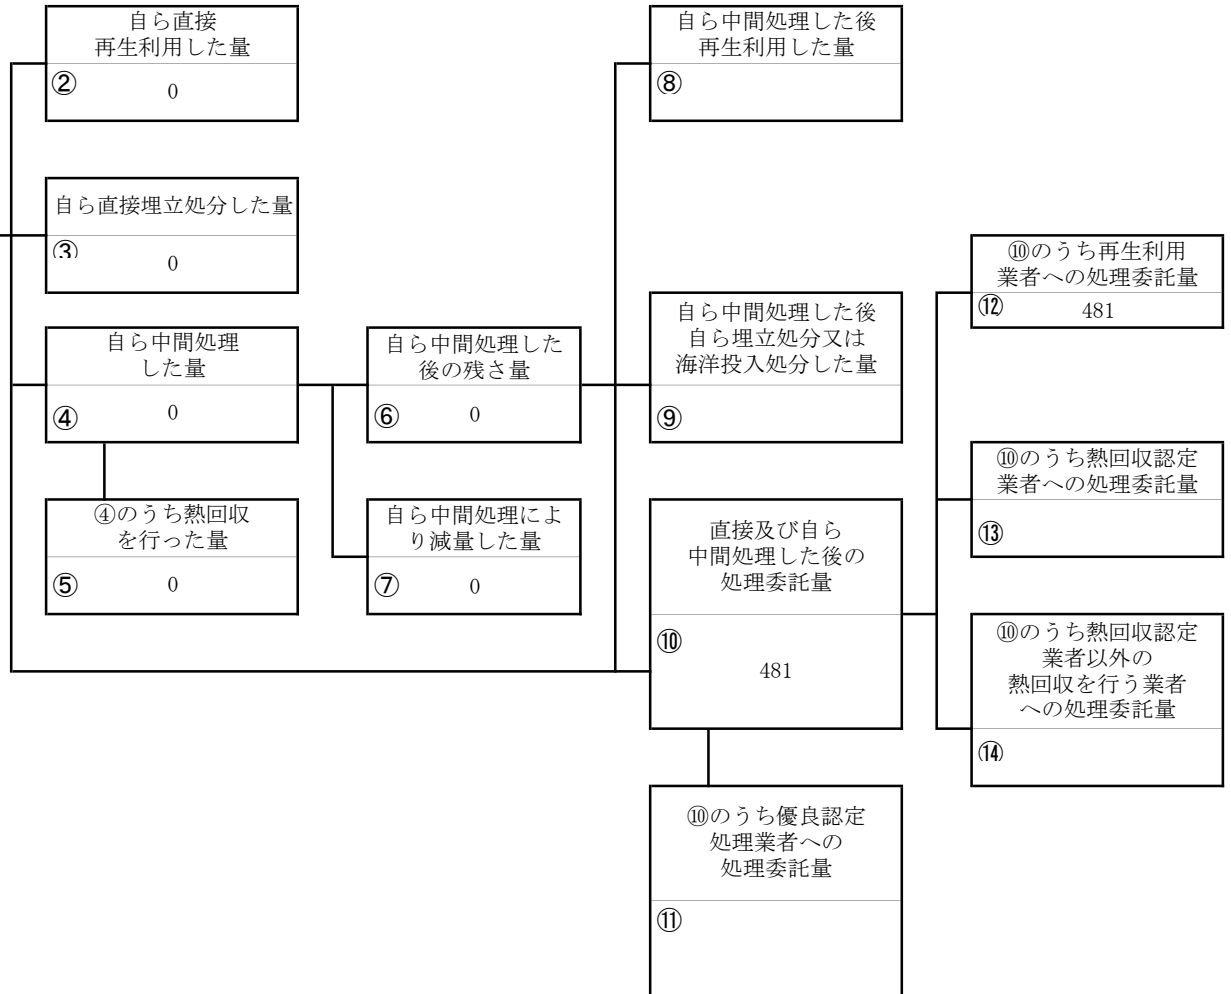 自ら直接
再生利用した量
②
0
自ら中間処理した後
再生利用した量
⑧
自ら直接埋立処分した量
③
0
⑩のうち再生利用
業者への処理委託量
⑫
481
自ら中間処理
した量
④
0
自ら中間処理した
後の残さ量
⑥
0
自ら中間処理した後
自ら埋立処分又は
海洋投入処分した量
⑨
⑩のうち熱回収認定
業者への処理委託量
⑬
④のうち熱回収
を行った量
⑤
0
自ら中間処理によ
り減量した量
⑦
0
直接及び自ら
中間処理した後の
処理委託量
⑩
481
⑩のうち熱回収認定
業者以外の
熱回収を行う業者
への処理委託量
⑭
⑩のうち優良認定
処理業者への
処理委託量
⑪